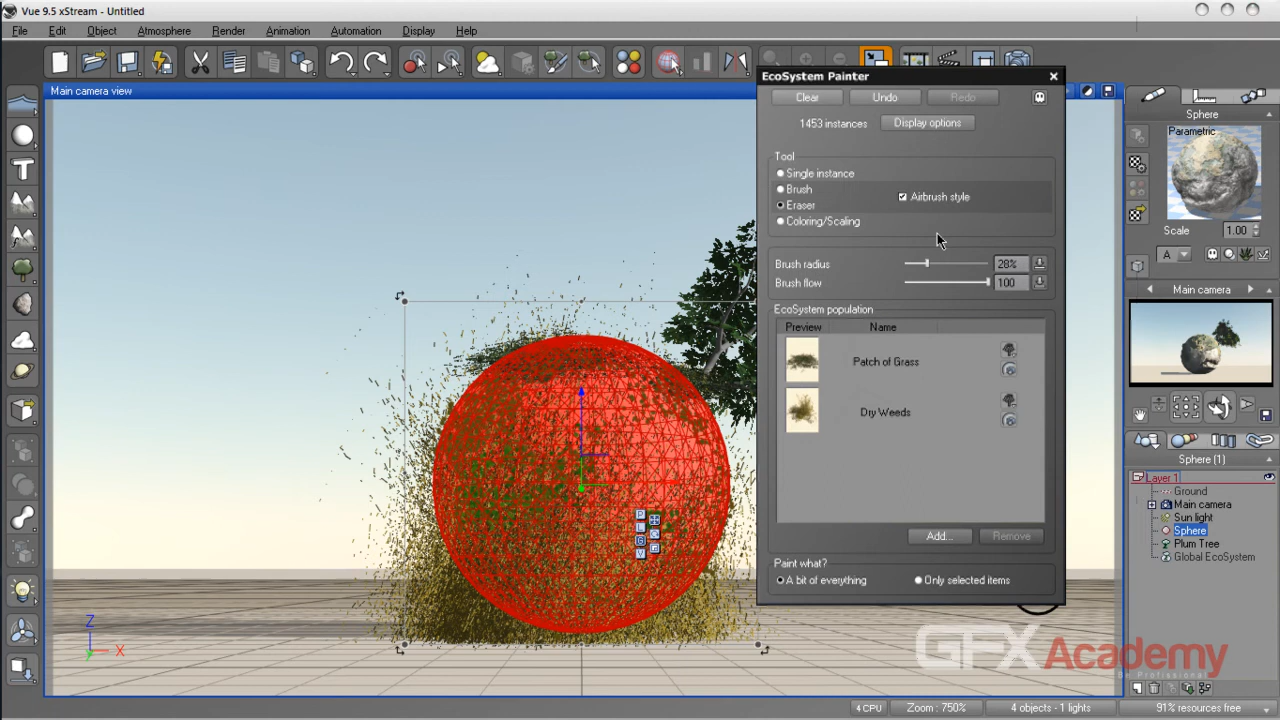 Vue 9.5 xStream - Untitled
File Edit Object Atmosphere Render Animation Automation Display Help
Main camera view
EcoSystem Painter
Clear Undo Redo
1453 instances Display options
Tool
Single instance
Brush
Airbrush style
Eraser
Coloring/Scaling
Brush radius 28%
Brush flow 100
EcoSystem population
Preview Name
Patch of Grass
Dry Weeds
Add... Remove
Paint what?
A bit of everything Only selected items
Sphere
Parametric
Scale 1.00
A
Main camera
Sphere (1)
Layer 1
Ground
Main camera
Sun light
Sphere
Plum Tree
Global EcoSystem
P
L
S
V
Z
X
Y
GFXAcademy
Be Professional
4 CPU Zoom : 750% 4 objects - 1 lights 91% resources free